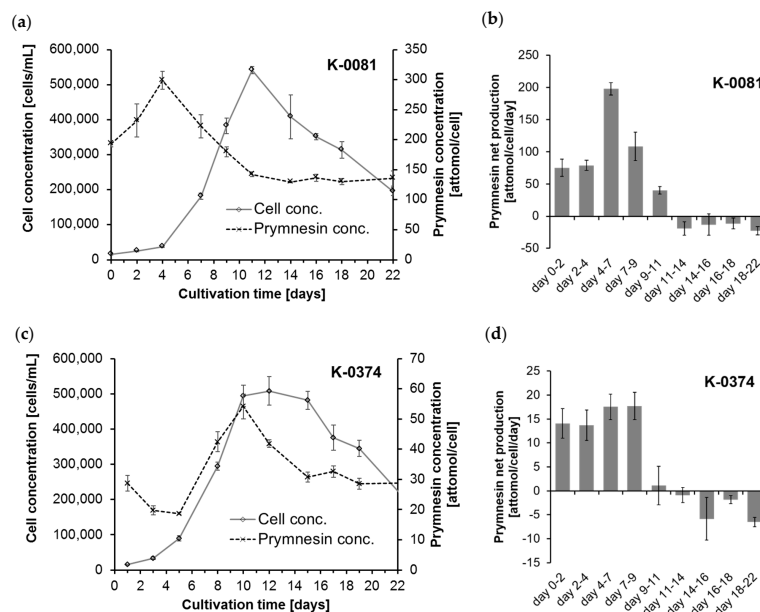 (a)
K-0081
Cell concentration [cells/mL]
600,000
500,000
400,000
300,000
200,000
100,000
0
350
300
250
200
150
100
50
0
Prymnesin concentration
[attomol/cell]
Cell conc.
Prymnesin conc.
0 2 4 6 8 10 12 14 16 18 20 22
Cultivation time [days]
(b)
K-0081
Prymnesin net production
[attomol/cell/day]
250
200
150
100
50
0
-50
day 0-2
day 2-4
day 4-7
day 7-9
day 9-11
day 11-14
day 14-16
day 16-18
day 18-22
(c)
K-0374
Cell concentration [cells/mL]
600,000
500,000
400,000
300,000
200,000
100,000
0
70
60
50
40
30
20
10
0
Prymnesin concentration
[attomol/cell]
Cell conc.
Prymnesin conc.
0 2 4 6 8 10 12 14 16 18 20 22
Cultivation time [days]
(d)
K-0374
Prymnesin net production
[attomol/cell/day]
25
20
15
10
5
0
-5
-10
-15
day 0-2
day 2-4
day 4-7
day 7-9
day 9-11
day 11-14
day 14-16
day 16-18
day 18-22